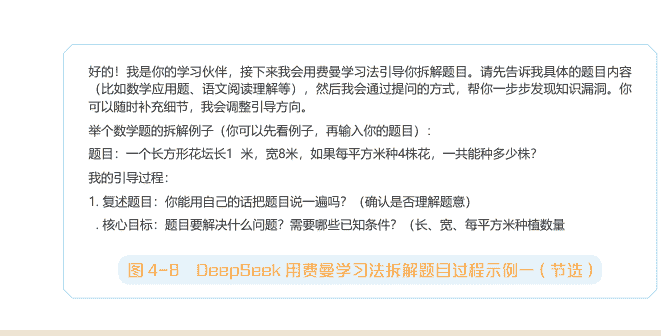 好的！我是你的学习伙伴，接下来我会用费曼学习法引导你拆解题目。请先告诉我具体的题目内容
（比如数学应用题、语文阅读理解等），然后我会通过提问的方式，帮你一步步发现知识漏洞。你
可以随时补充细节，我会调整引导方向。
举个数学题的拆解例子（你可以先看例子，再输入你的题目）：
题目：一个长方形花坛长1 米，宽8米，如果每平方米种4株花，一共能种多少株？
我的引导过程：
1. 复述题目：你能用自己的话把题目说一遍吗？（确认是否理解题意）
. 核心目标：题目要解决什么问题？需要哪些已知条件？（长、宽、每平方米种植数量
图4-8 DeepSeek用费曼学习法拆解题目过程示例一（节选）